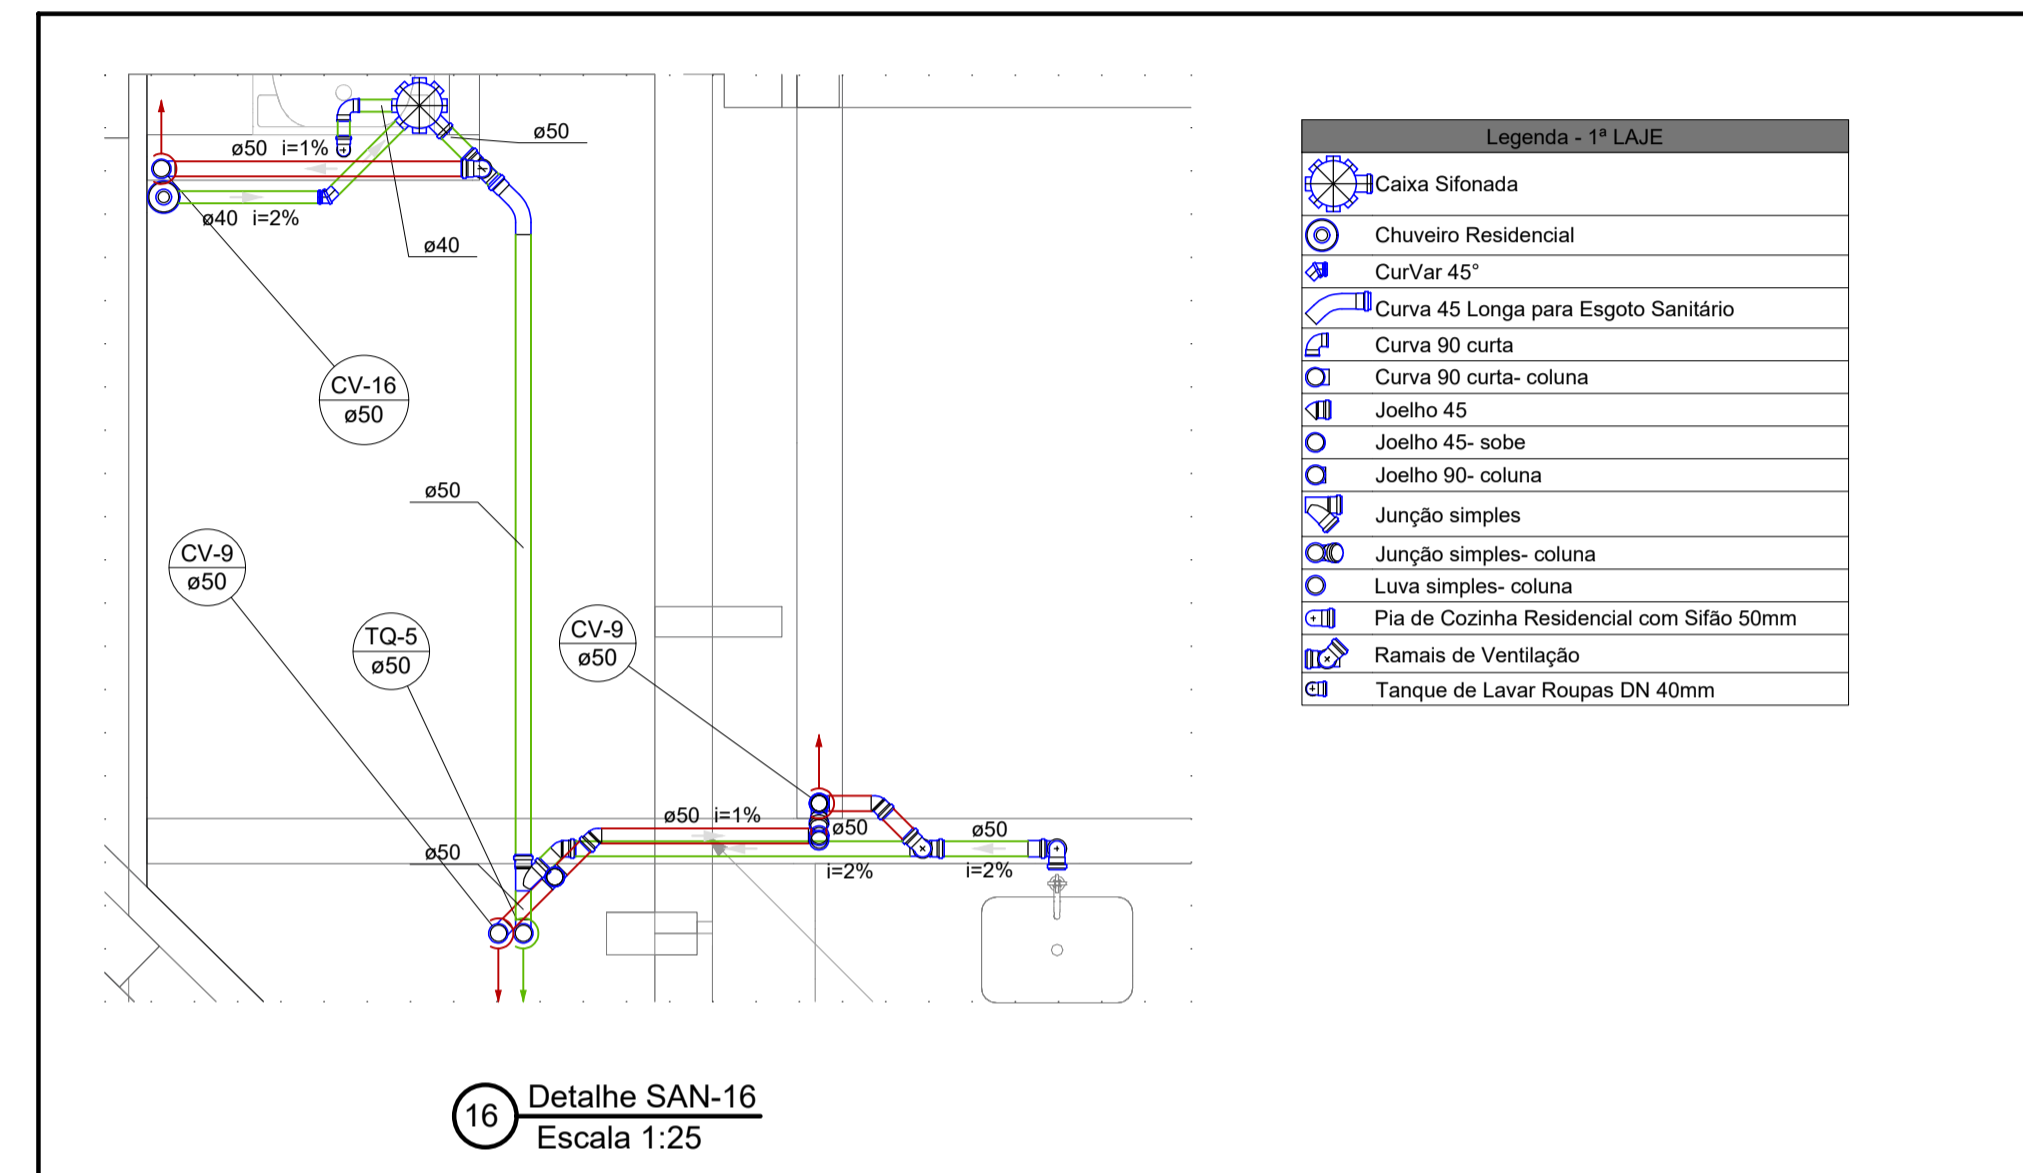 ø50
ø50 i=1%
ø40 i=2%
ø40
CV-16
ø50
ø50
CV-9
ø50
TQ-5
ø50
CV-9
ø50
ø50 i=1%
ø50
ø50
ø50
i=2%
i=2%
16
Detalhe SAN-16
Escala 1:25
Legenda - 1ª LAJE
Caixa Sifonada
Chuveiro Residencial
CurVar 45°
Curva 45 Longa para Esgoto Sanitário
Curva 90 curta
Curva 90 curta- coluna
Joelho 45
Joelho 45- sobe
Joelho 90- coluna
Junção simples
Junção simples- coluna
Luva simples- coluna
Pia de Cozinha Residencial com Sifão 50mm
Ramais de Ventilação
Tanque de Lavar Roupas DN 40mm